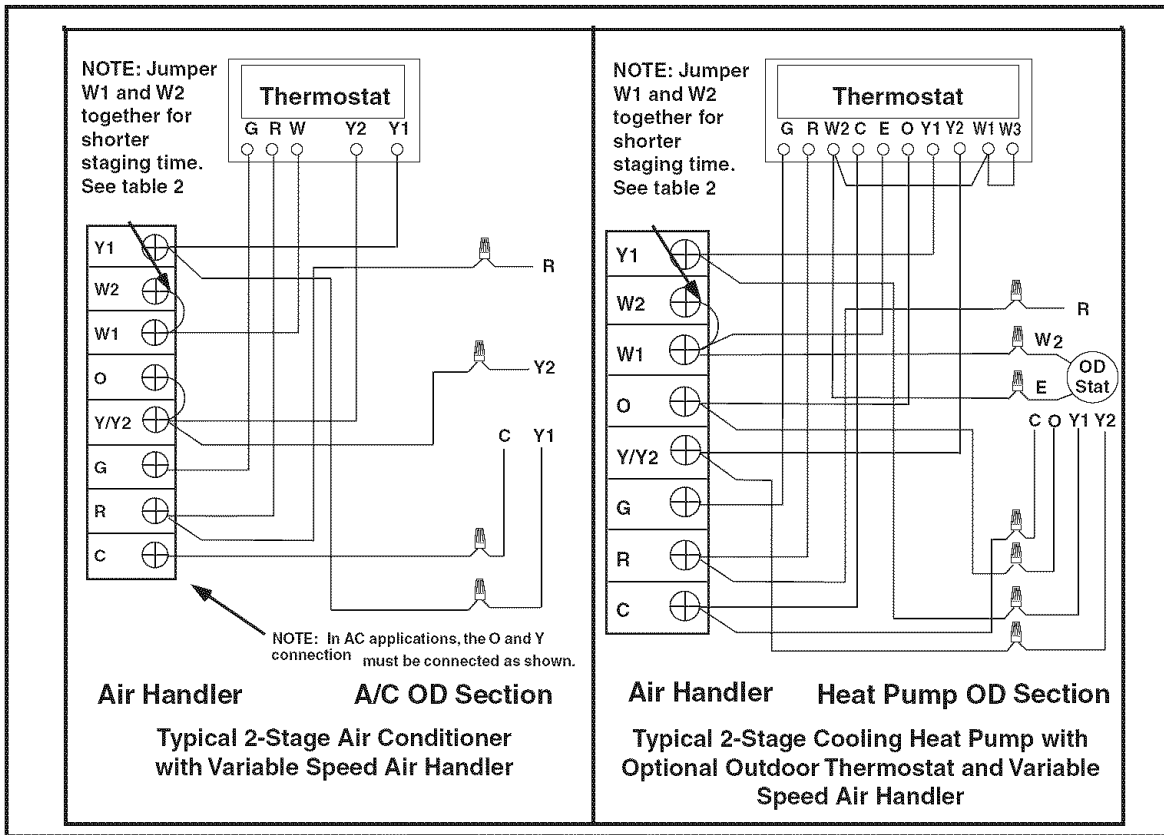 NOTE: Jumper
W1 and W2
together for
shorter
staging time.
See table 2
Thermostat
G R W Y2 Y1
Y1
W2
W1
O
Y/Y2
G
R
C
R
Y2
C Y1
NOTE: In AC applications, the O and Y
connection must be connected as shown.
Air Handler
A/C OD Section
Typical 2-Stage Air Conditioner
with Variable Speed Air Handler
NOTE: Jumper
W1 and W2
together for
shorter
staging time.
See table 2
Thermostat
G R W2 C E O Y1 Y2 W1 W3
Y1
W2
W1
O
Y/Y2
G
R
C
R
W2
OD
Stat
E
C O Y1 Y2
Air Handler
Heat Pump OD Section
Typical 2-Stage Cooling Heat Pump with
Optional Outdoor Thermostat and Variable
Speed Air Handler